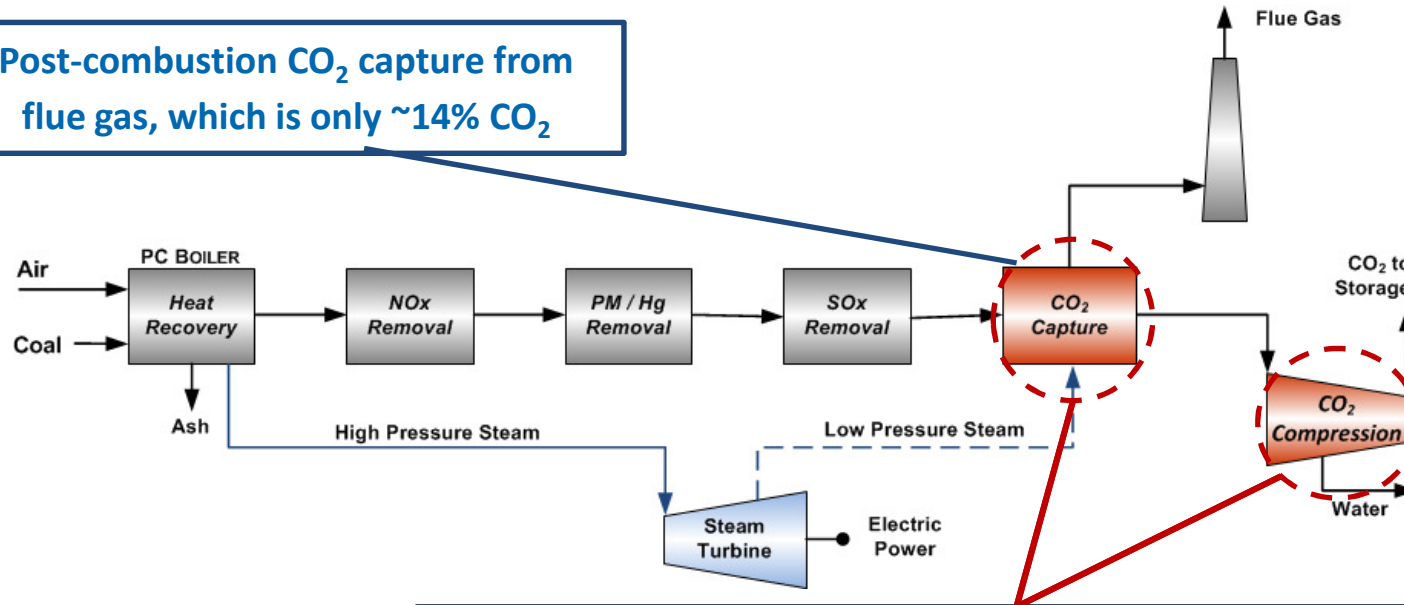 Post-combustion CO₂ capture from
flue gas, which is only ~14% CO₂
Flue Gas
PC BOILER
Air
Coal
Heat
Recovery
NOx
Removal
PM / Hg
Removal
SOx
Removal
CO₂
Capture
CO₂ to
Storage
Ash
High Pressure Steam
Low Pressure Steam
CO₂
Compression
Water
Steam
Turbine
Electric
Power